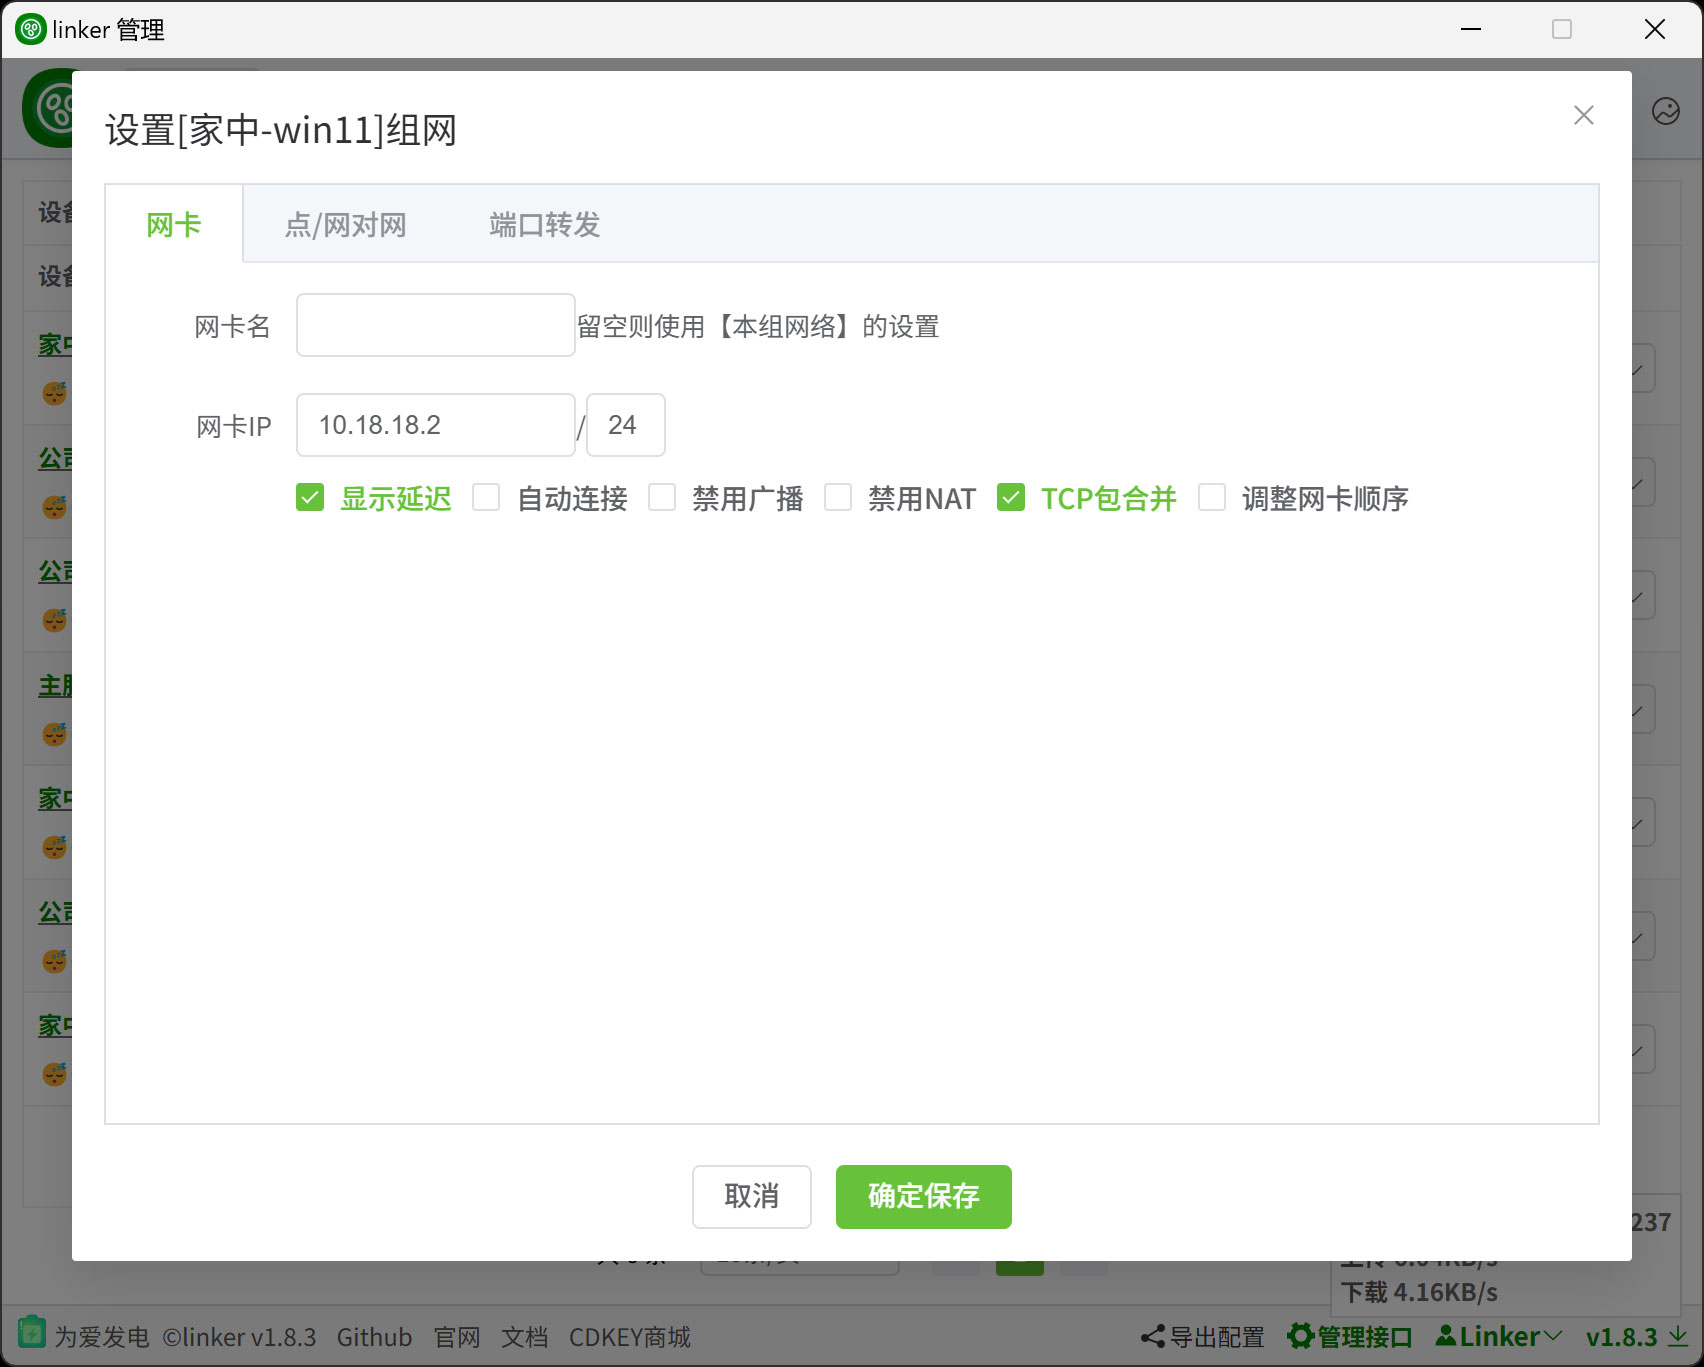 linker 管理
设置[家中-win11]组网
网卡
点/网对网
端口转发
网卡名
留空则使用【本组网络】的设置
网卡IP
10.18.18.2
/
24
显示延迟
自动连接
禁用广播
禁用NAT
TCP包合并
调整网卡顺序
取消
确定保存
设
设
家
公
公
主
家
公
家
237
下载 4.16KB/s
为爱发电
©linker v1.8.3
Github
官网
文档
CDKEY商城
导出配置
管理接口
Linker
v1.8.3